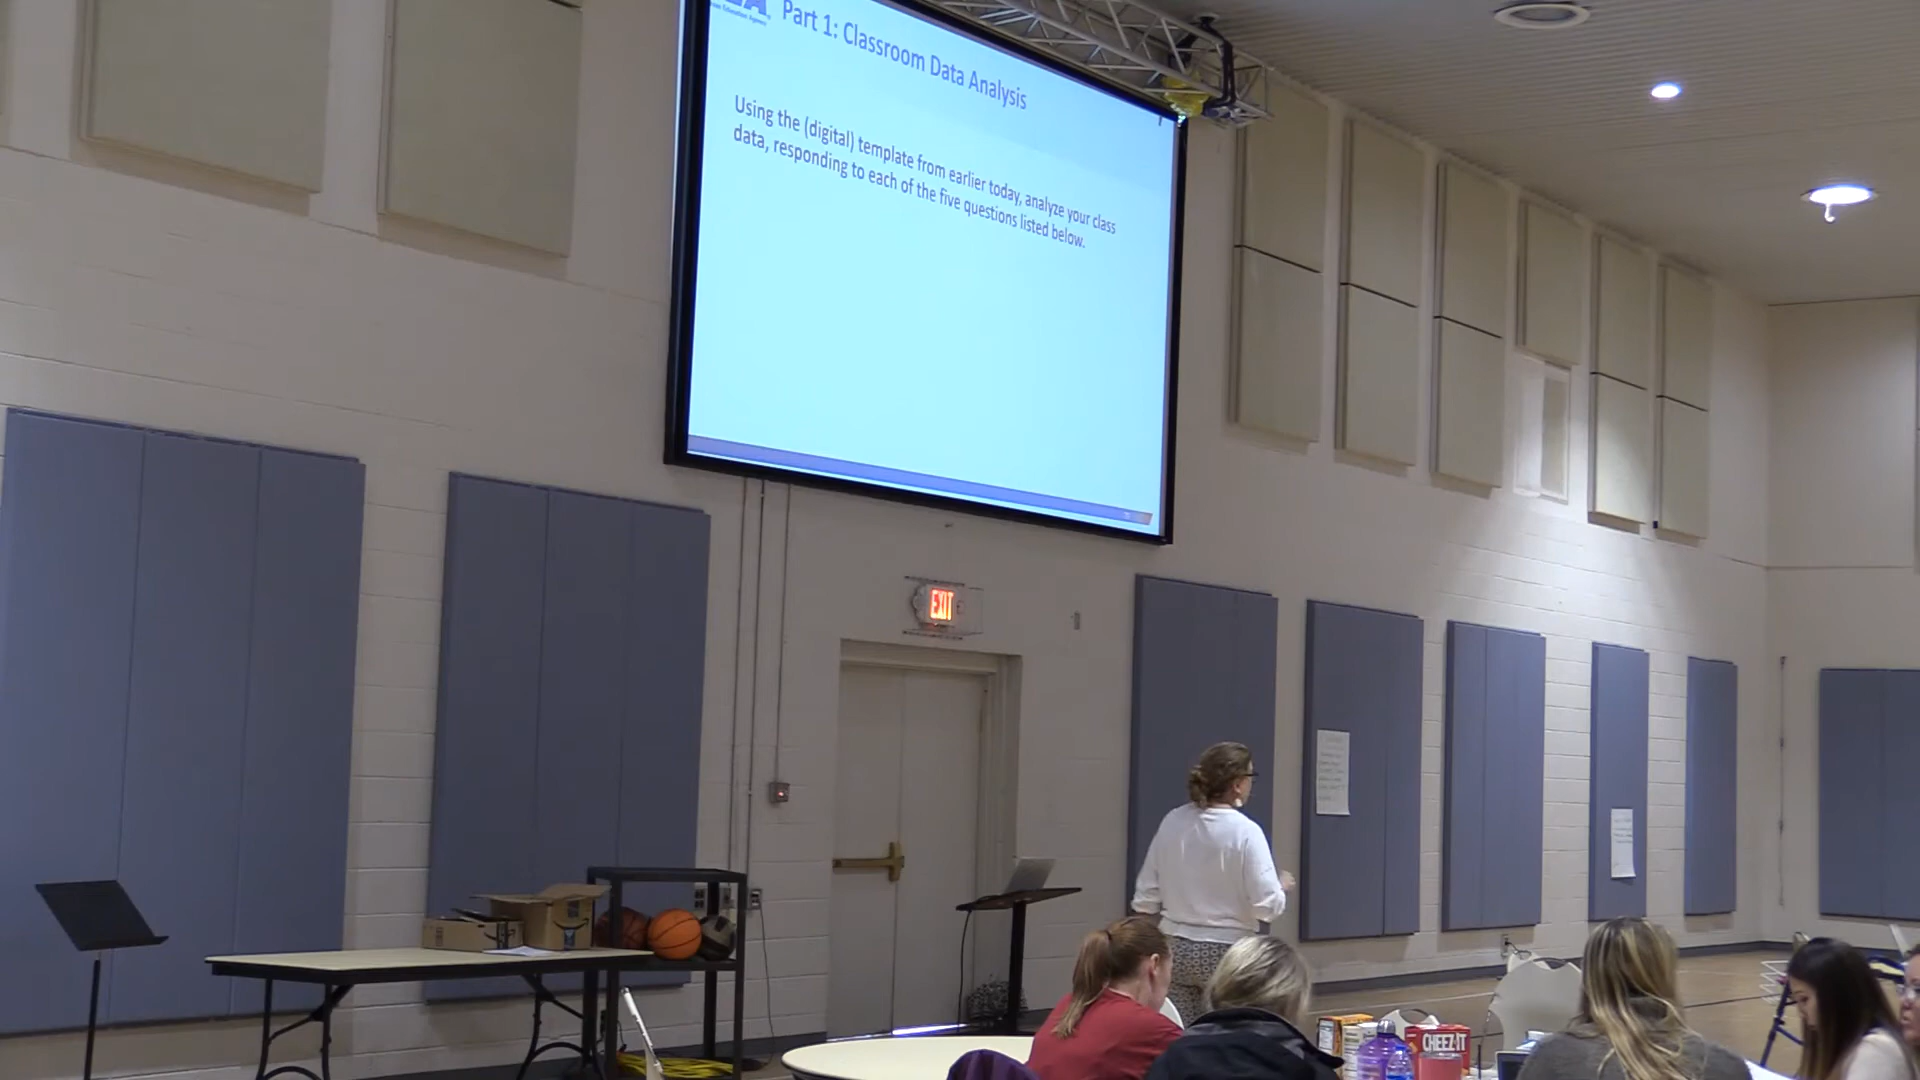 Part 1: Classroom Data Analysis
Using the (digital) template from earlier today, analyze your class
data, responding to each of the five questions listed below.
EXIT
CHEEZ-IT